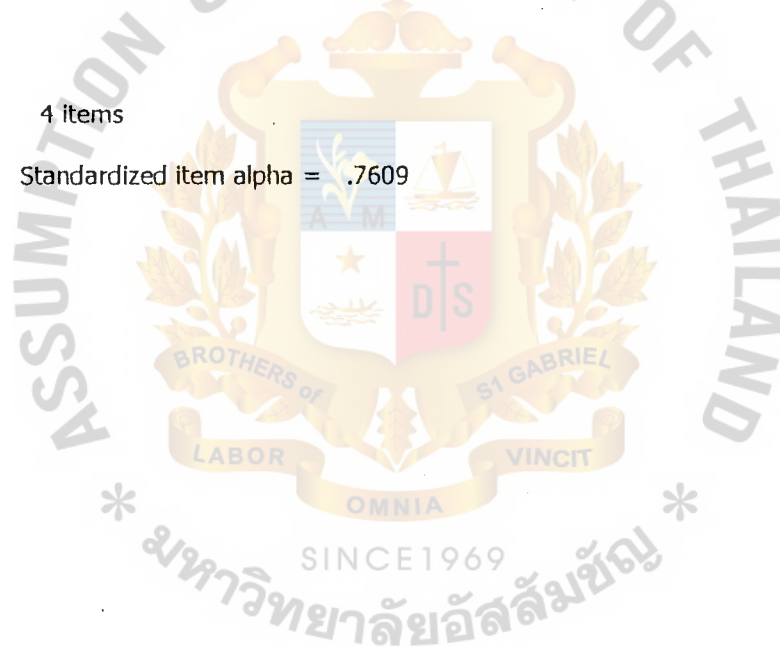 4 items
Standardized item alpha = .7609
ASSUMPTION
OF THAILAND
A M
D S
BROTHERS of
S1 GABRIEL
LABOR
VINCIT
OMNIA
* *
SINCE1969
มหาวิทยาลัยอัสสัมชัญ